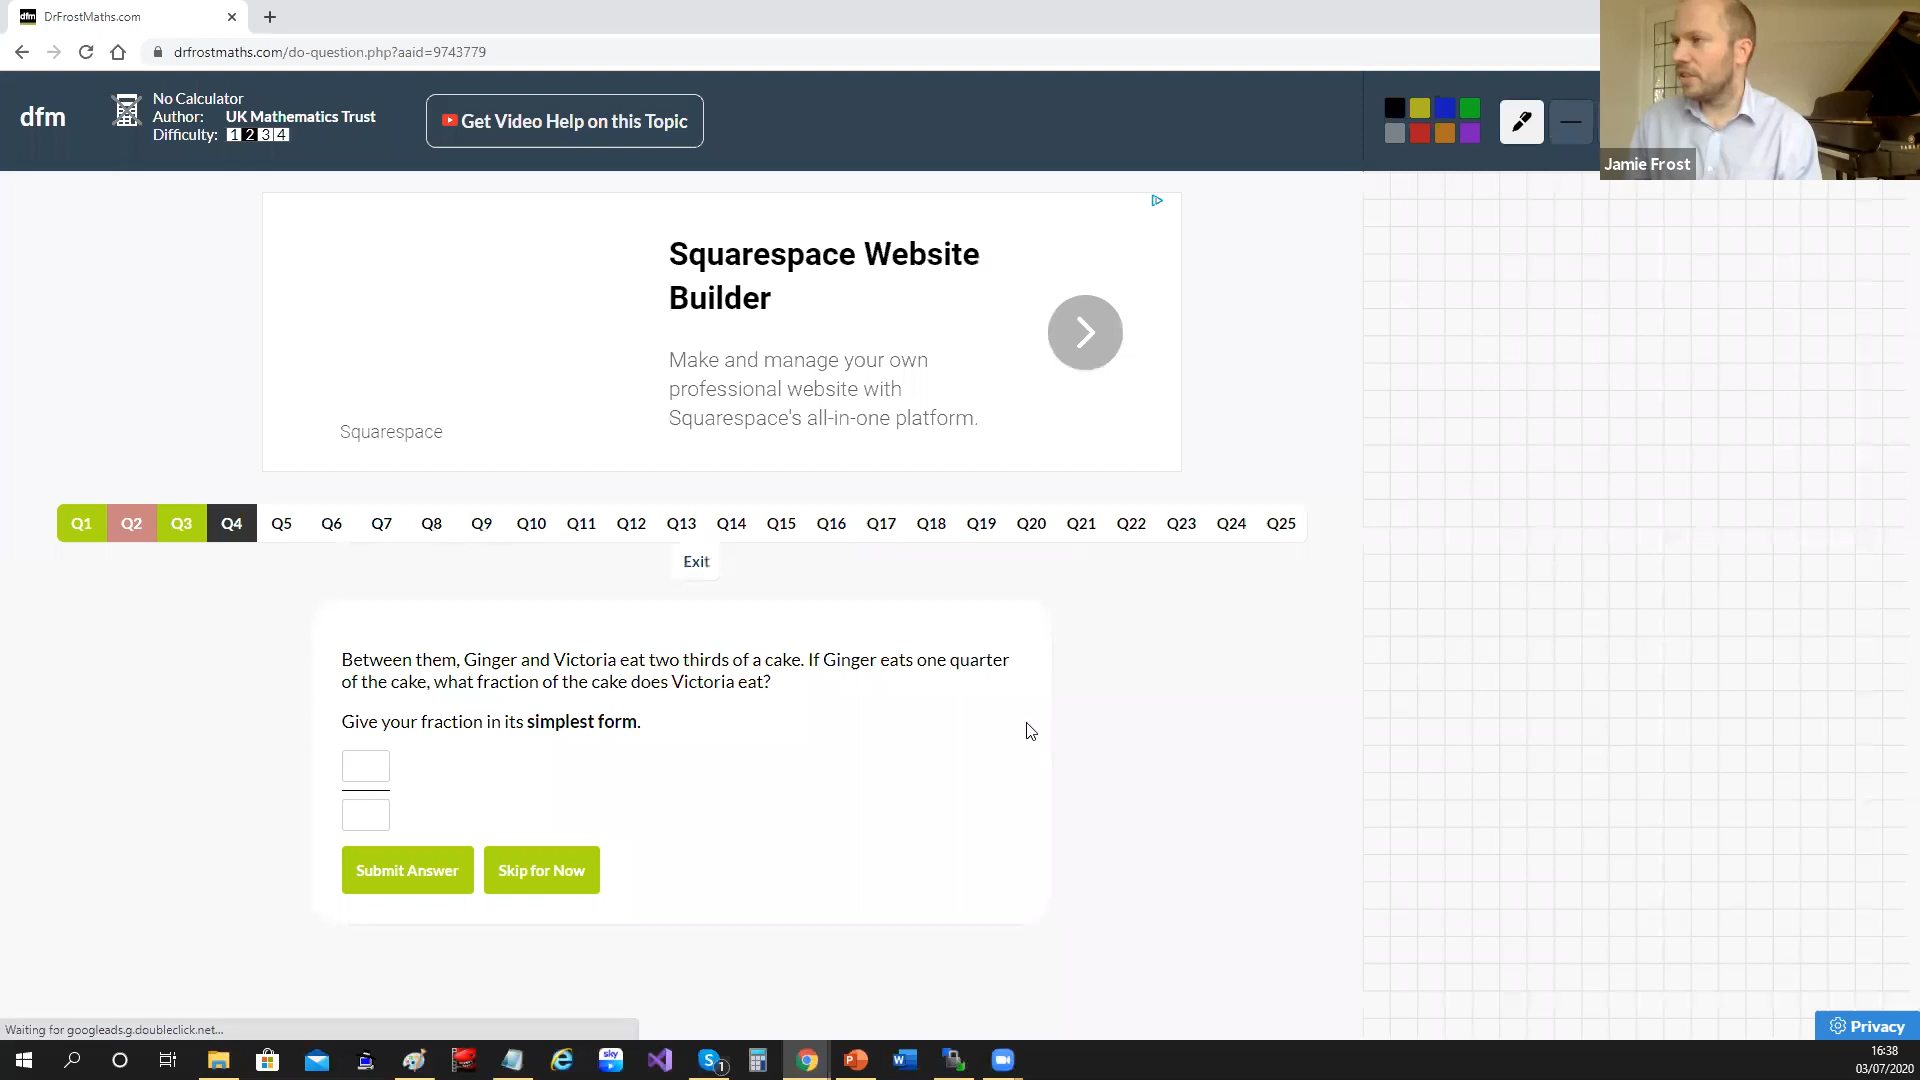 DrFrostMaths.com
drfrostmaths.com/do-question.php?aaid=9743779
dfm
No Calculator
Author: UK Mathematics Trust
Difficulty: 1 2 3 4
Get Video Help on this Topic
Jamie Frost
Squarespace Website
Builder
Make and manage your own
professional website with
Squarespace's all-in-one platform.
Squarespace
Q1 Q2 Q3 Q4 Q5 Q6 Q7 Q8 Q9 Q10 Q11 Q12 Q13 Q14 Q15 Q16 Q17 Q18 Q19 Q20 Q21 Q22 Q23 Q24 Q25
Exit
Between them, Ginger and Victoria eat two thirds of a cake. If Ginger eats one quarter
of the cake, what fraction of the cake does Victoria eat?
Give your fraction in its simplest form.
Submit Answer Skip for Now
Privacy
Waiting for googleads.g.doubleclick.net...
sky
1
16:38
03/07/2020